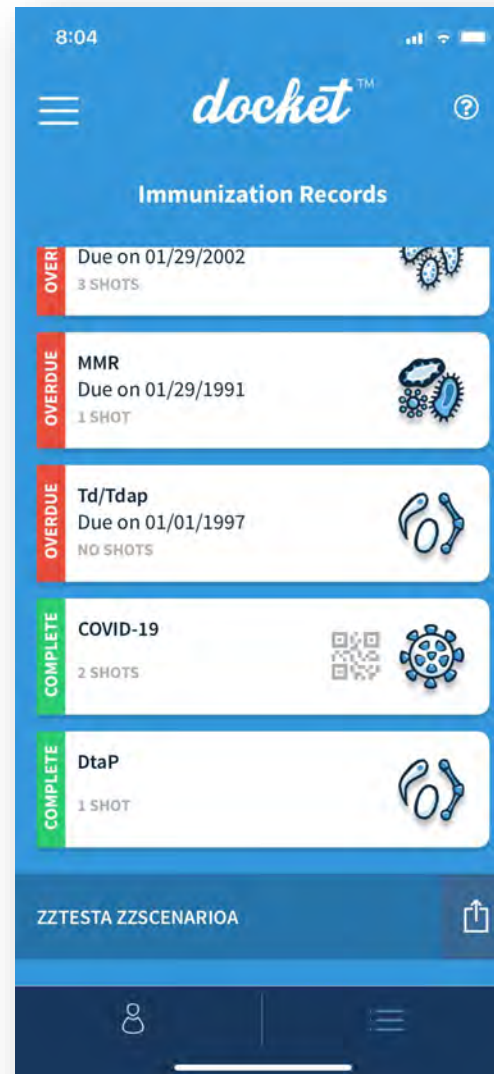 8:04
docket™
Immunization Records
OVER
Due on 01/29/2002
3 SHOTS
OVERDUE
MMR
Due on 01/29/1991
1 SHOT
OVERDUE
Td/Tdap
Due on 01/01/1997
NO SHOTS
COMPLETE
COVID-19
2 SHOTS
COMPLETE
DtaP
1 SHOT
ZZTESTA ZZSCENARIOA